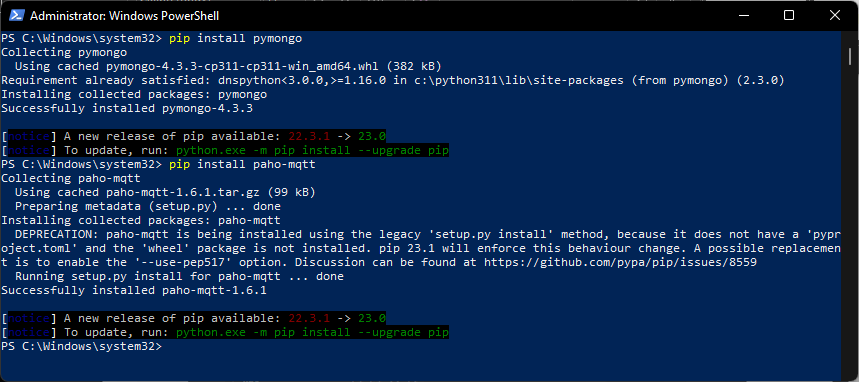 Administrator: Windows PowerShell
PS C:\Windows\system32> pip install pymongo
Collecting pymongo
  Using cached pymongo-4.3.3-cp311-cp311-win_amd64.whl (382 kB)
Requirement already satisfied: dnspython<3.0.0,>=1.16.0 in c:\python311\lib\site-packages (from pymongo) (2.3.0)
Installing collected packages: pymongo
Successfully installed pymongo-4.3.3
[notice] A new release of pip available: 22.3.1 -> 23.0
[notice] To update, run: python.exe -m pip install --upgrade pip
PS C:\Windows\system32> pip install paho-mqtt
Collecting paho-mqtt
  Using cached paho-mqtt-1.6.1.tar.gz (99 kB)
  Preparing metadata (setup.py) ... done
Installing collected packages: paho-mqtt
  DEPRECATION: paho-mqtt is being installed using the legacy 'setup.py install' method, because it does not have a 'pypr
oject.toml' and the 'wheel' package is not installed. pip 23.1 will enforce this behaviour change. A possible replacemen
t is to enable the '--use-pep517' option. Discussion can be found at https://github.com/pypa/pip/issues/8559
  Running setup.py install for paho-mqtt ... done
Successfully installed paho-mqtt-1.6.1
[notice] A new release of pip available: 22.3.1 -> 23.0
[notice] To update, run: python.exe -m pip install --upgrade pip
PS C:\Windows\system32>